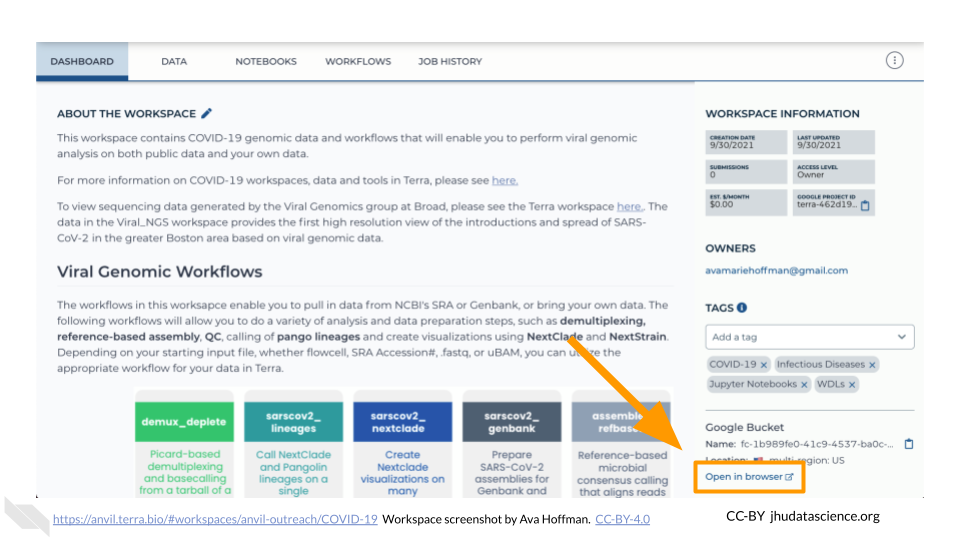 DASHBOARD DATA NOTEBOOKS WORKFLOWS JOB HISTORY
ABOUT THE WORKSPACE
This workspace contains COVID-19 genomic data and workflows that will enable you to perform viral genomic
analysis on both public data and your own data.
For more information on COVID-19 workspaces, data and tools in Terra, please see here.
To view sequencing data generated by the Viral Genomics group at Broad, please see the Terra workspace here. The
data in the Viral_NGS workspace provides the first high resolution view of the introductions and spread of SARS-
CoV-2 in the greater Boston area based on viral genomic data.
Viral Genomic Workflows
The workflows in this worksapce enable you to pull in data from NCBI's SRA or Genbank, or bring your own data. The
following workflows will allow you to do a variety of analysis and data preparation steps, such as demultiplexing,
reference-based assembly, QC, calling of pango lineages and create visualizations using NextClade and NextStrain.
Depending on your starting input file, whether flowcell, SRA Accession#, .fastq, or uBAM, you can utilize the
appropriate workflow for your data in Terra.
demux_deplete
Picard-based
demultiplexing
and basecalling
from a tarball of a
sarscov2_
lineages
Call NextClade
and Pangolin
lineages on a
single
sarscov2_
nextclade
Create
Nextclade
visualizations on
many
sarscov2_
genbank
Prepare
SARS-CoV-2
assemblies for
Genbank and
refbased
Reference-based
microbial
consensus calling
that aligns reads
WORKSPACE INFORMATION
CREATION DATE
9/30/2021
LAST UPDATED
9/30/2021
SUBMISSIONS
0
ACCESS LEVEL
Owner
EST. $/MONTH
$0.00
GOOGLE PROJECT ID
terra-462d19...
OWNERS
avamariehoffman@gmail.com
TAGS
Add a tag
COVID-19 x Infectious Diseases x
Jupyter Notebooks x WDLs x
Google Bucket
Name: fc-1b989fe0-41c9-4537-ba0c-...
Location: multi-region: US
Open in browser
https://anvil.terra.bio/#workspaces/anvil-outreach/COVID-19 Workspace screenshot by Ava Hoffman. CC-BY-4.0
CC-BY jhudatascience.org